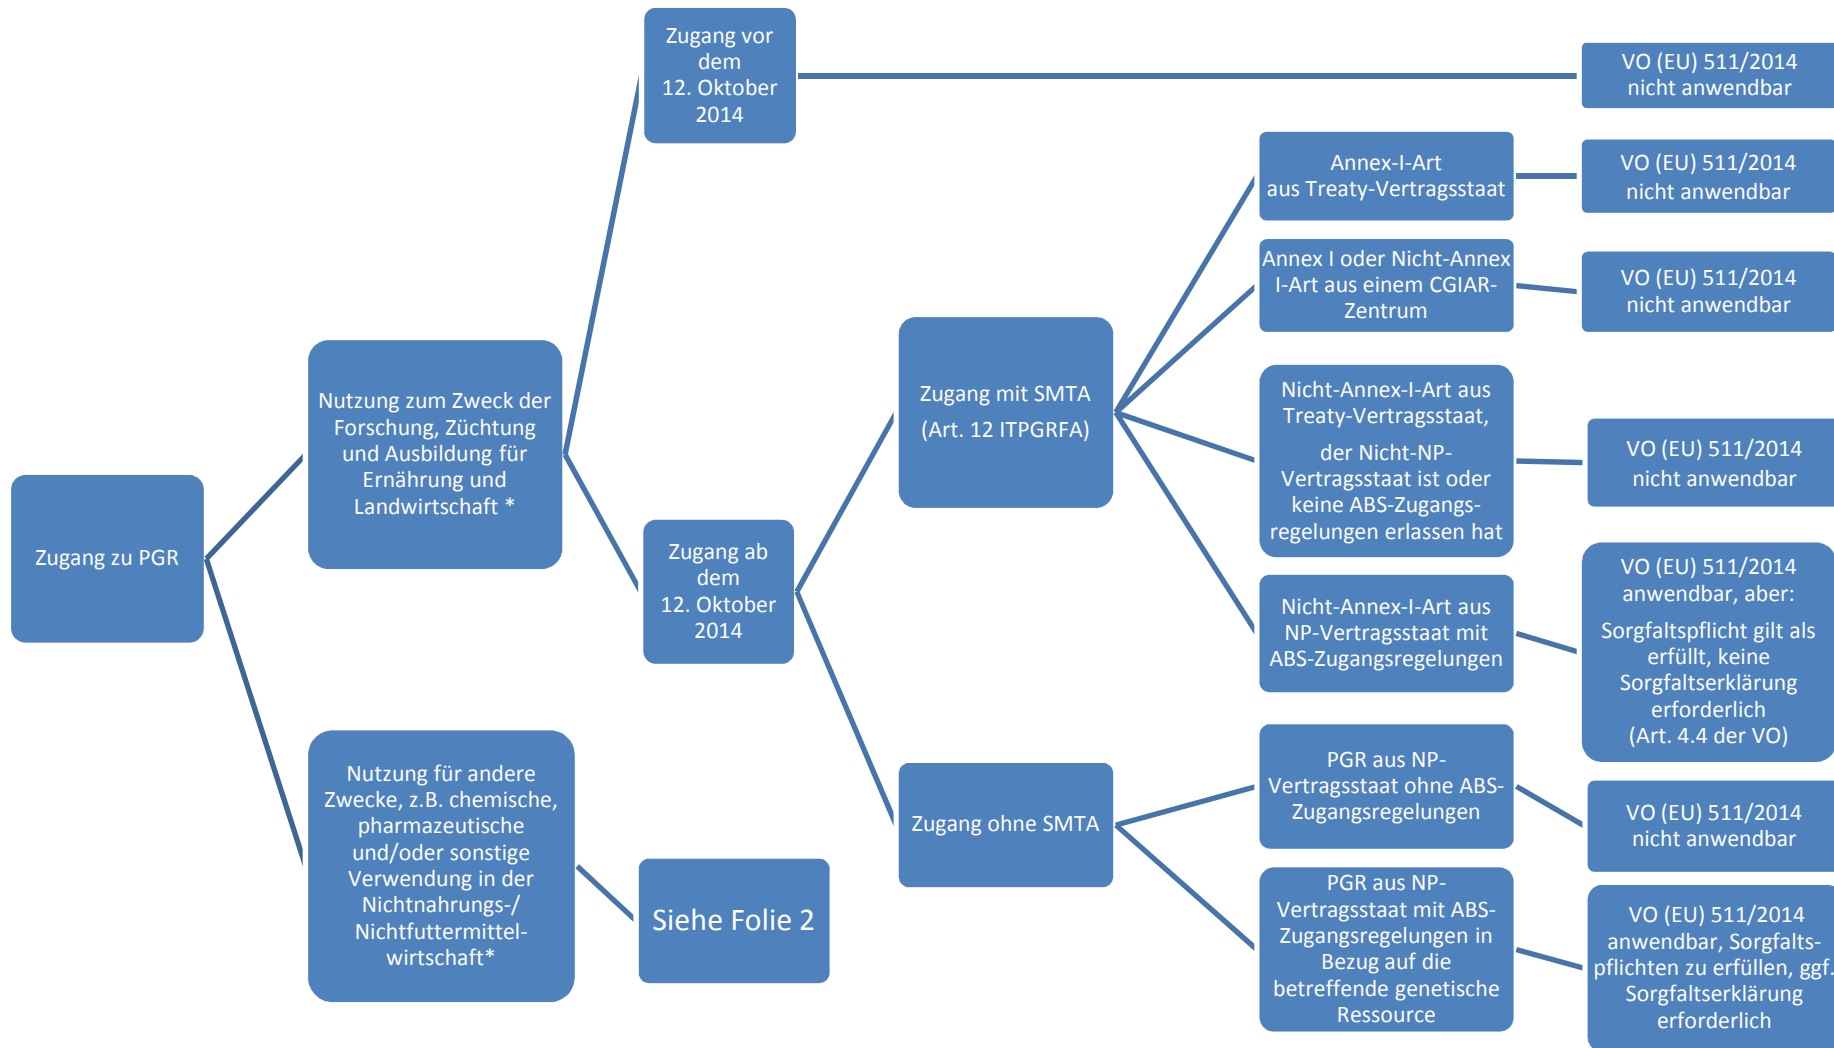 Zugang zu PGR
Nutzung zum Zweck der
Forschung, Züchtung
und Ausbildung für
Ernährung und
Landwirtschaft *
Zugang vor
dem
12. Oktober
2014
VO (EU) 511/2014
nicht anwendbar
Zugang ab
dem
12. Oktober
2014
Zugang mit SMTA
(Art. 12 ITPGRFA)
Annex-I-Art
aus Treaty-Vertragsstaat
VO (EU) 511/2014
nicht anwendbar
Annex I oder Nicht-Annex
I-Art aus einem CGIAR-
Zentrum
VO (EU) 511/2014
nicht anwendbar
Nicht-Annex-I-Art aus
Treaty-Vertragsstaat,
der Nicht-NP-
Vertragsstaat ist oder
keine ABS-Zugangs-
regelungen erlassen hat
VO (EU) 511/2014
nicht anwendbar
Nicht-Annex-I-Art aus
NP-Vertragsstaat mit
ABS-Zugangsregelungen
VO (EU) 511/2014
anwendbar, aber:
Sorgfaltspflicht gilt als
erfüllt, keine
Sorgfaltserklärung
erforderlich
(Art. 4.4 der VO)
Zugang ohne SMTA
PGR aus NP-
Vertragsstaat ohne ABS-
Zugangsregelungen
VO (EU) 511/2014
nicht anwendbar
PGR aus NP-
Vertragsstaat mit ABS-
Zugangsregelungen in
Bezug auf die
betreffende genetische
Ressource
VO (EU) 511/2014
anwendbar, Sorgfalts-
pflichten zu erfüllen, ggf.
Sorgfaltserklärung
erforderlich
Nutzung für andere
Zwecke, z.B. chemische,
pharmazeutische
und/oder sonstige
Verwendung in der
Nichtnahrungs-/
Nichtfuttermittel-
wirtschaft*
Siehe Folie 2